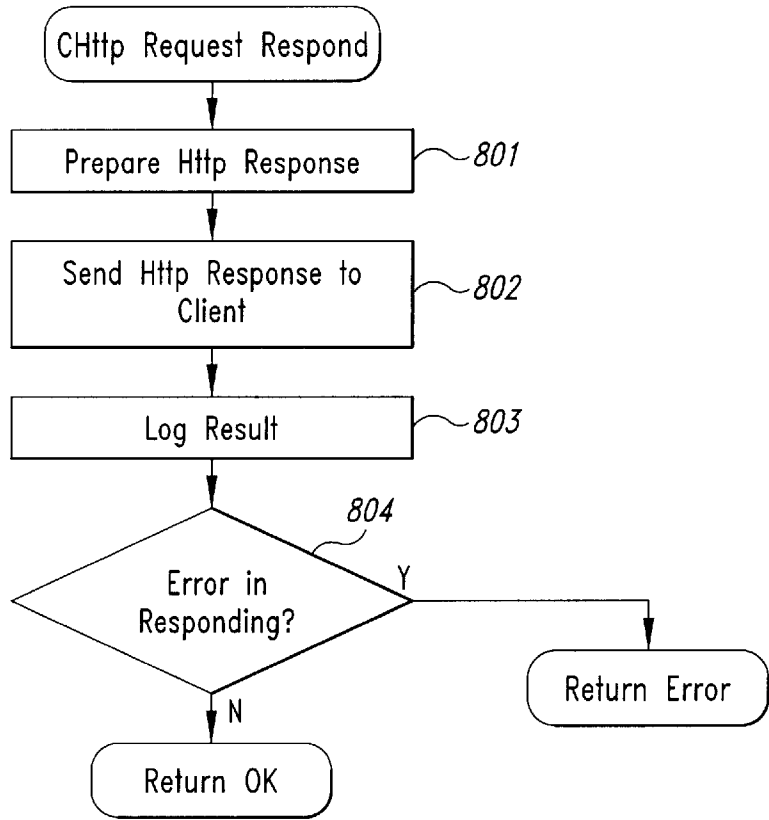 CHttp Request Respond
Prepare Http Response
801
Send Http Response to
Client
802
Log Result
803
804
Error in
Responding?
Y
N
Return Error
Return OK